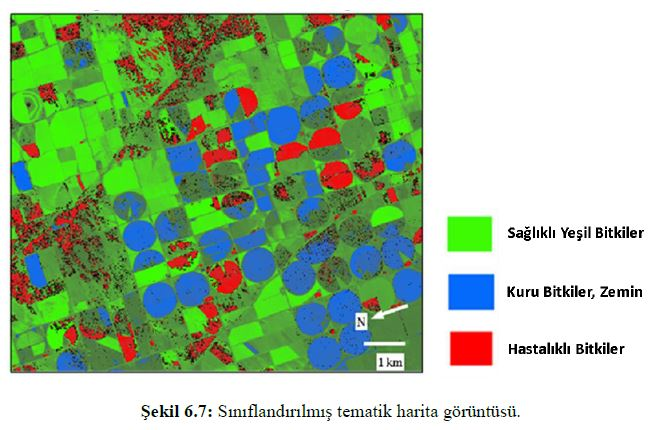 Sağlıklı Yeşil Bitkiler
Kuru Bitkiler, Zemin
N
Hastalıklı Bitkiler
1 km
Şekil 6.7: Sınıflandırılmış tematik harita görüntüsü.